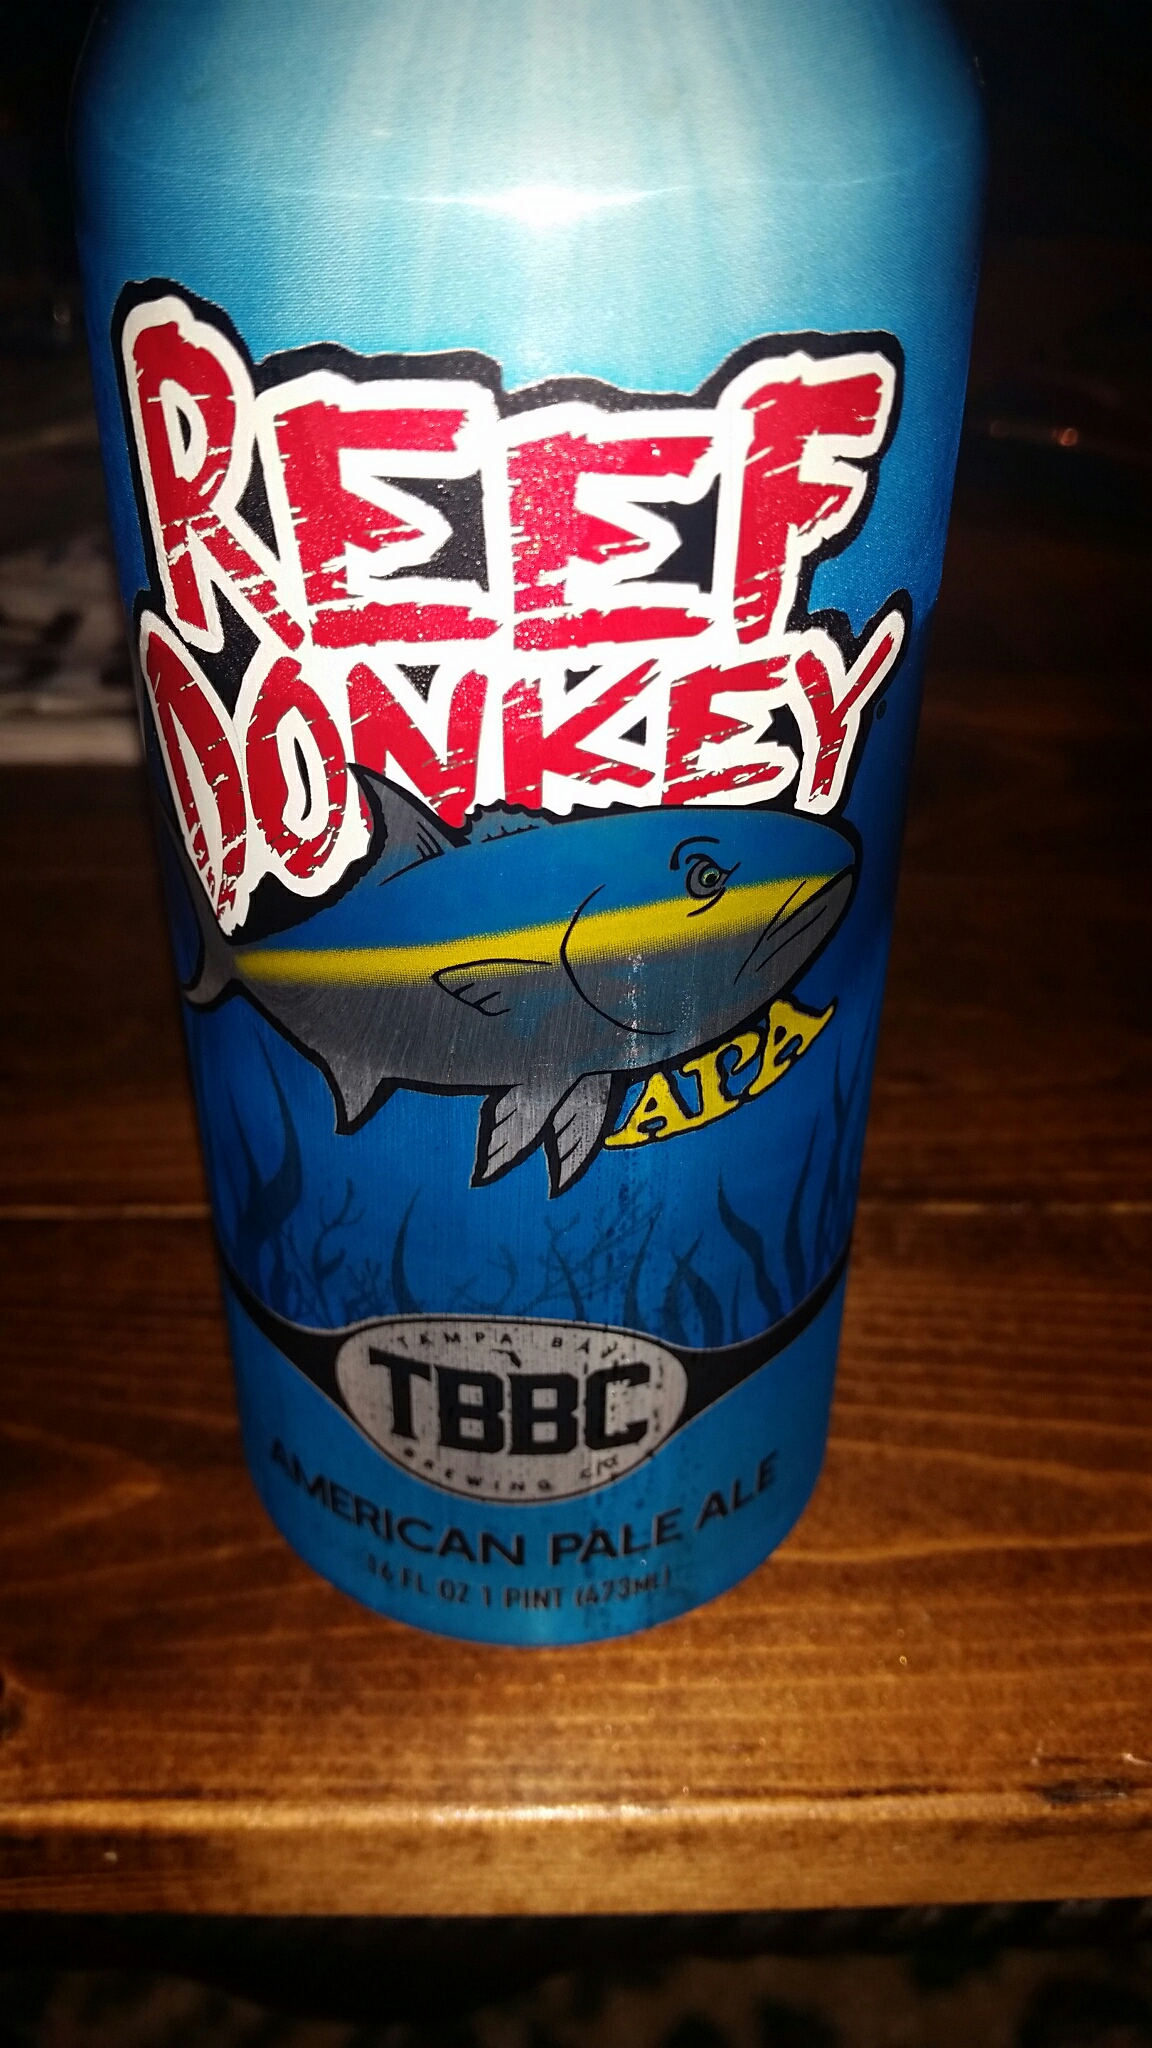 REEF
DONKEY
APA
TAMPA BAY
TBBC
BREWING CO.
AMERICAN PALE ALE
16 FL OZ 1 PINT (473ML)